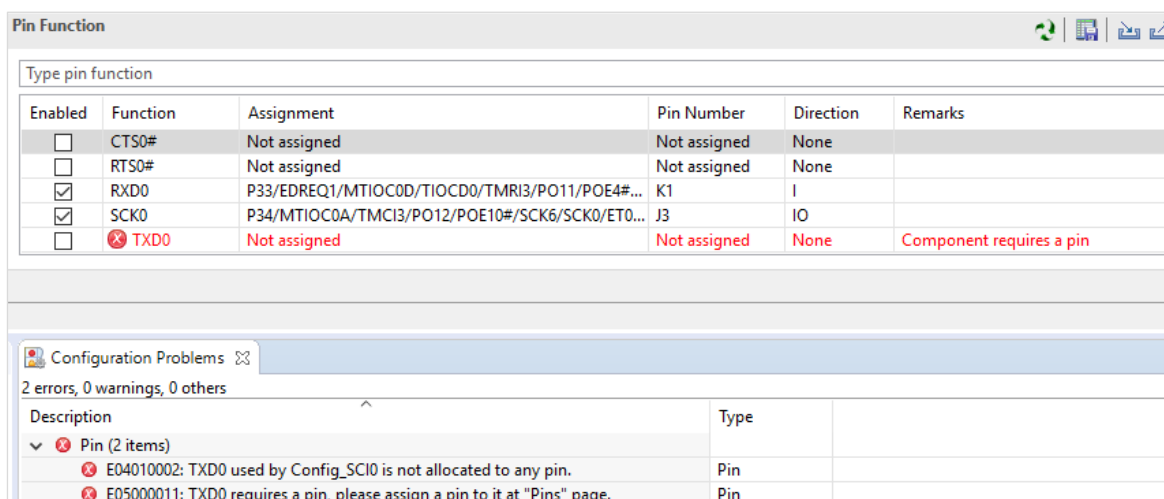 Pin Function
Type pin function
Enabled Function Assignment Pin Number Direction Remarks
CTS0# Not assigned Not assigned None
RTS0# Not assigned Not assigned None
RXD0 P33/EDREQ1/MTIOC0D/TIOCD0/TMRI3/PO11/POE4#... K1 I
SCK0 P34/MTIOC0A/TMCI3/PO12/POE10#/SCK6/SCK0/ET0... J3 IO
TXD0 Not assigned Not assigned None Component requires a pin
Configuration Problems
2 errors, 0 warnings, 0 others
Description Type
Pin (2 items)
E04010002: TXD0 used by Config_SCI0 is not allocated to any pin. Pin
E05000011: TXD0 requires a pin, please assign a pin to it at "Pins" page. Pin